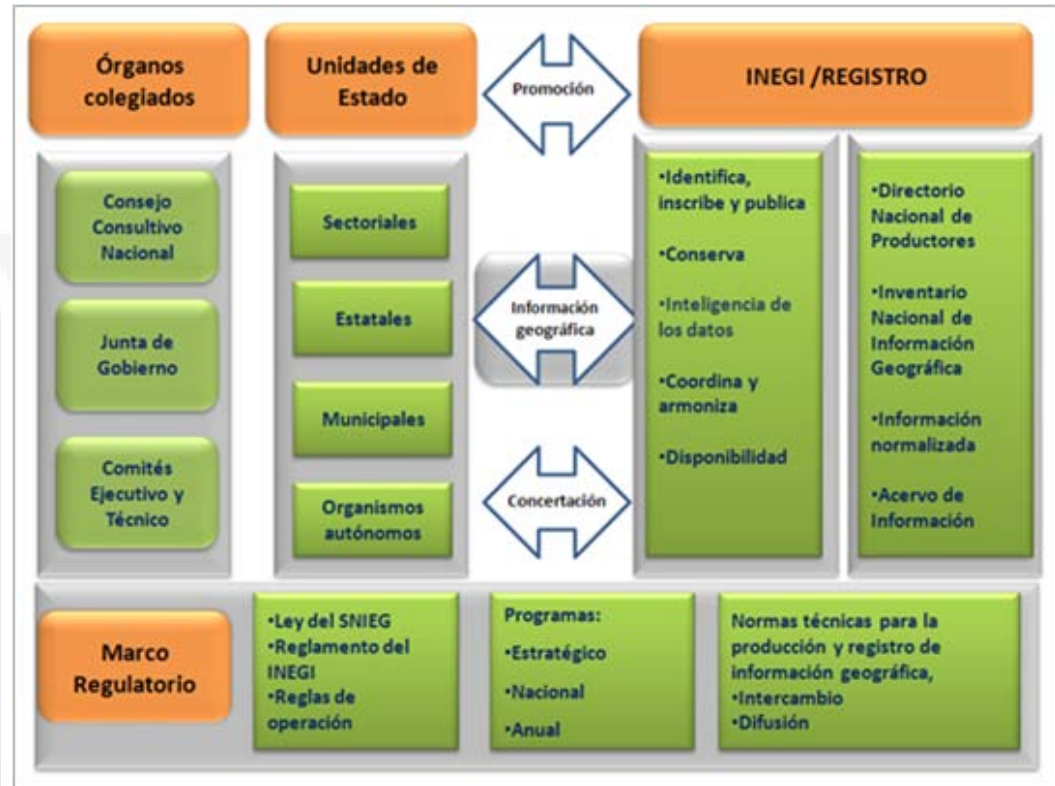 Órganos
colegiados
Unidades de
Estado
Promoción
INEGI /REGISTRO
Consejo
Consultivo
Nacional
Junta de
Gobierno
Comités
Ejecutivo y
Técnico
Sectoriales
Estatales
Municipales
Organismos
autónomos
Información
geográfica
Concertación
•Identifica,
inscribe y publica
•Conserva
•Inteligencia de
los datos
•Coordina y
armoniza
•Disponibilidad
•Directorio
Nacional de
Productores
•Inventario
Nacional de
Información
Geográfica
•Información
normalizada
•Acervo de
Información
Marco
Regulatorio
•Ley del SNIEG
•Reglamento del
INEGI
•Reglas de
operación
Programas:
•Estratégico
•Nacional
•Anual
Normas técnicas para la
producción y registro de
información geográfica,
•Intercambio
•Difusión